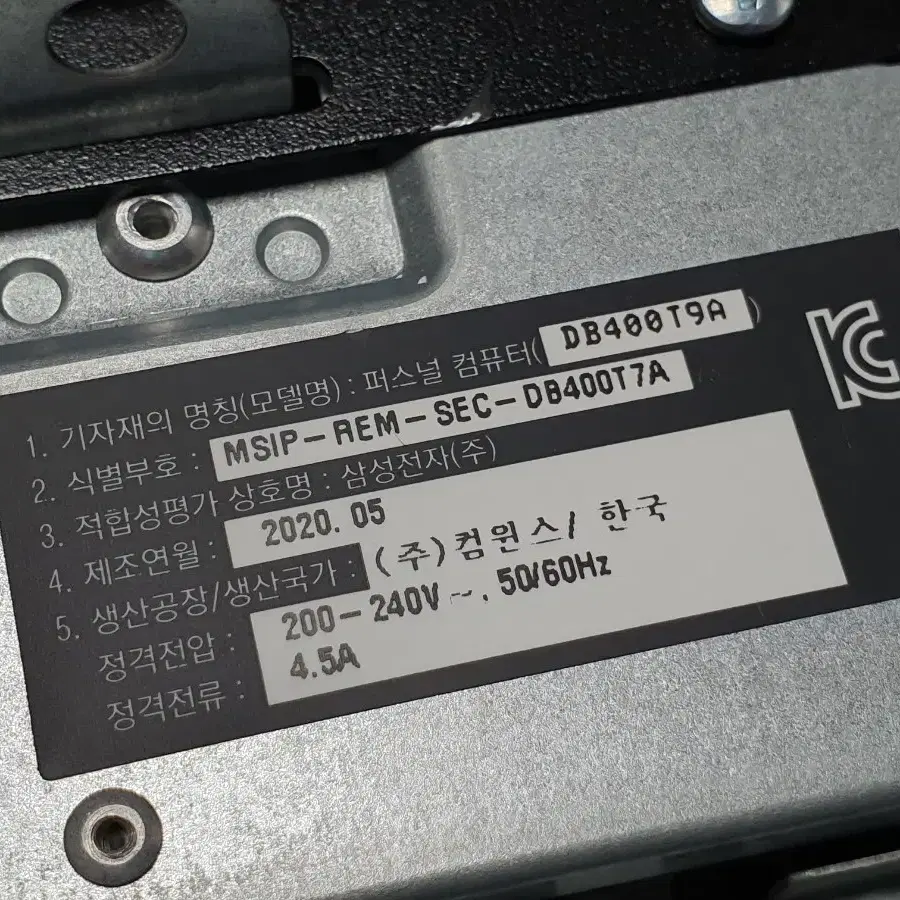 1. 기자재의 명칭(모델명) : 퍼스널 컴퓨터( DB400T9A )
2. 식별부호 : MSIP-REM-SEC-DB400T7A
3. 적합성평가 상호명 : 삼성전자(주)
4. 제조연월 : 2020. 05
5. 생산공장/생산국가 : (주)컴윈스/ 한국
정격전압 : 200-240V ~, 50/60Hz
정격전류 : 4.5A